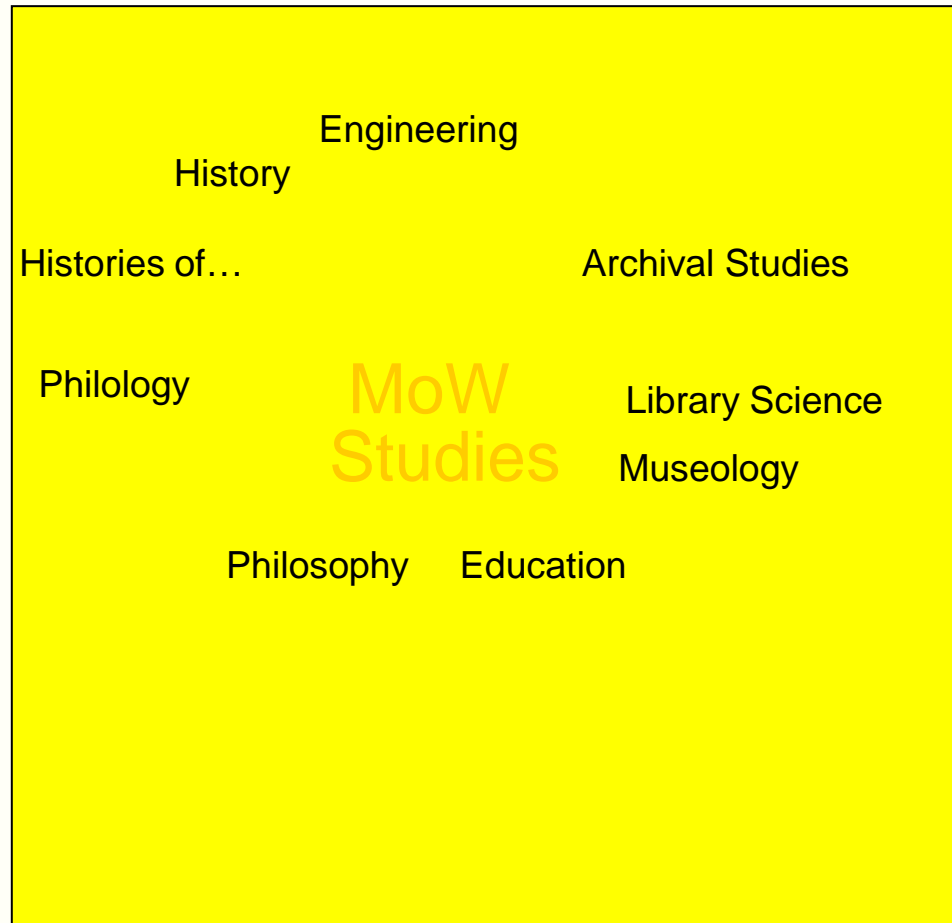 Engineering
History
Histories of…
Archival Studies
Philology
MoW
Studies
Library Science
Museology
Philosophy
Education